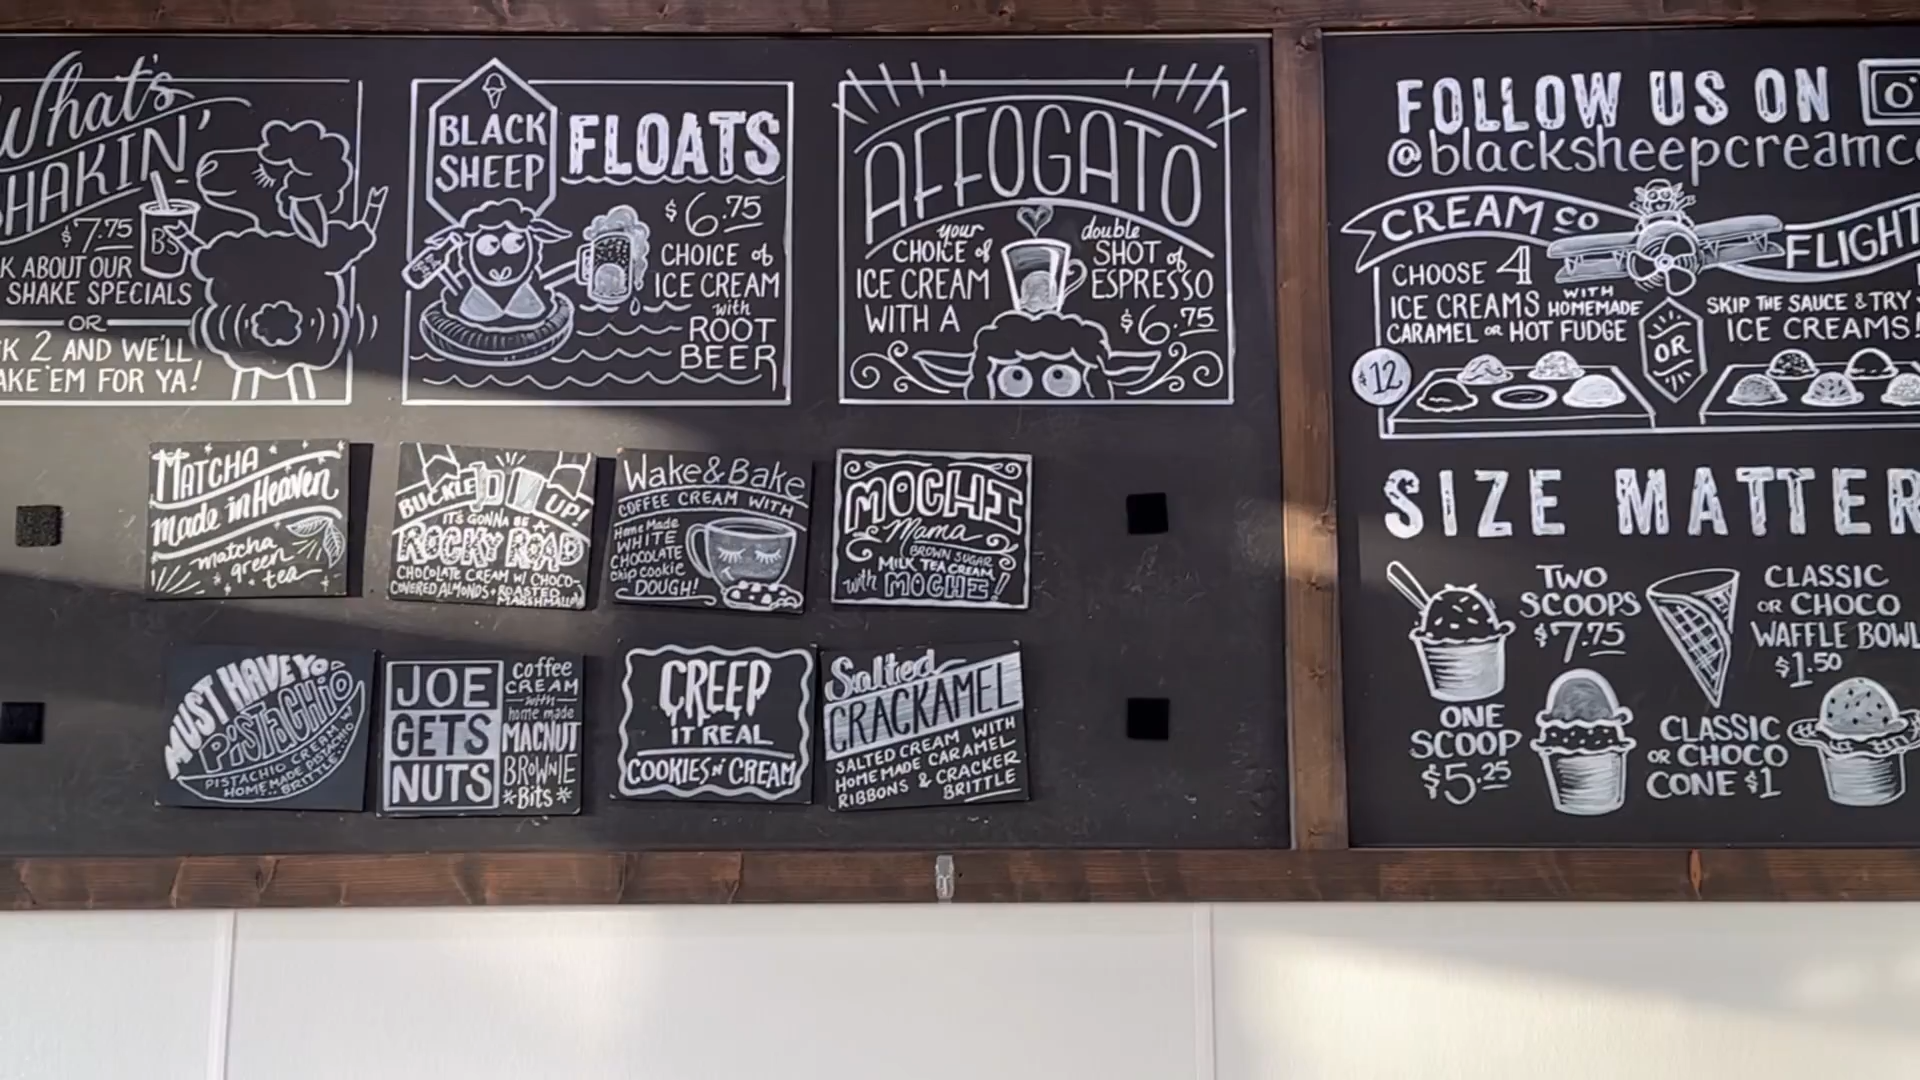 What's
SHAKIN'
$7.75
ABOUT OUR
SHAKE SPECIALS
OR
2 AND WE'LL
'EM FOR YA!
BS
BLACK
SHEEP
FLOATS
$6.75
CHOICE of
ICE CREAM
with
ROOT
BEER
AFFOGATO
your
CHOICE of
ICE CREAM
WITH A
double
SHOT of
ESPRESSO
$6.75
FOLLOW US ON
@blacksheepcreamco
CREAM CO
FLIGHT
CHOOSE 4
ICE CREAMS WITH HOMEMADE
CARAMEL OR HOT FUDGE
OR
SKIP THE SAUCE & TRY
ICE CREAMS!
$12
MATCHA
made in Heaven
matcha
green
tea
BUCKLE UP!
IT'S GONNA BE A
ROCKY ROAD
CHOCOLATE CREAM W/ CHOCO-
COVERED ALMONDS + ROASTED
MARSHMALLOW
Wake & Bake
COFFEE CREAM WITH
Home Made
WHITE
CHOCOLATE
Chip Cookie
DOUGH!
MOCHI
Mama
BROWN SUGAR
MILK TEA CREAM
with MOCHI!
MUST HAVE YO
PISTACHIO
PISTACHIO CREAM W/
HOMEMADE PISTACHIO
BRITTLE
JOE
GETS
NUTS
Coffee
CREAM
with
home made
MACNUT
BROWNIE
*Bits*
CREEP
IT REAL
COOKIES N' CREAM
Salted
CRACKAMEL
SALTED CREAM WITH
HOMEMADE CARAMEL
RIBBONS & CRACKER
BRITTLE
SIZE MATTER
TWO
SCOOPS
$7.75
CLASSIC
OR CHOCO
WAFFLE BOWL
$1.50
ONE
SCOOP
$5.25
CLASSIC
OR CHOCO
CONE $1